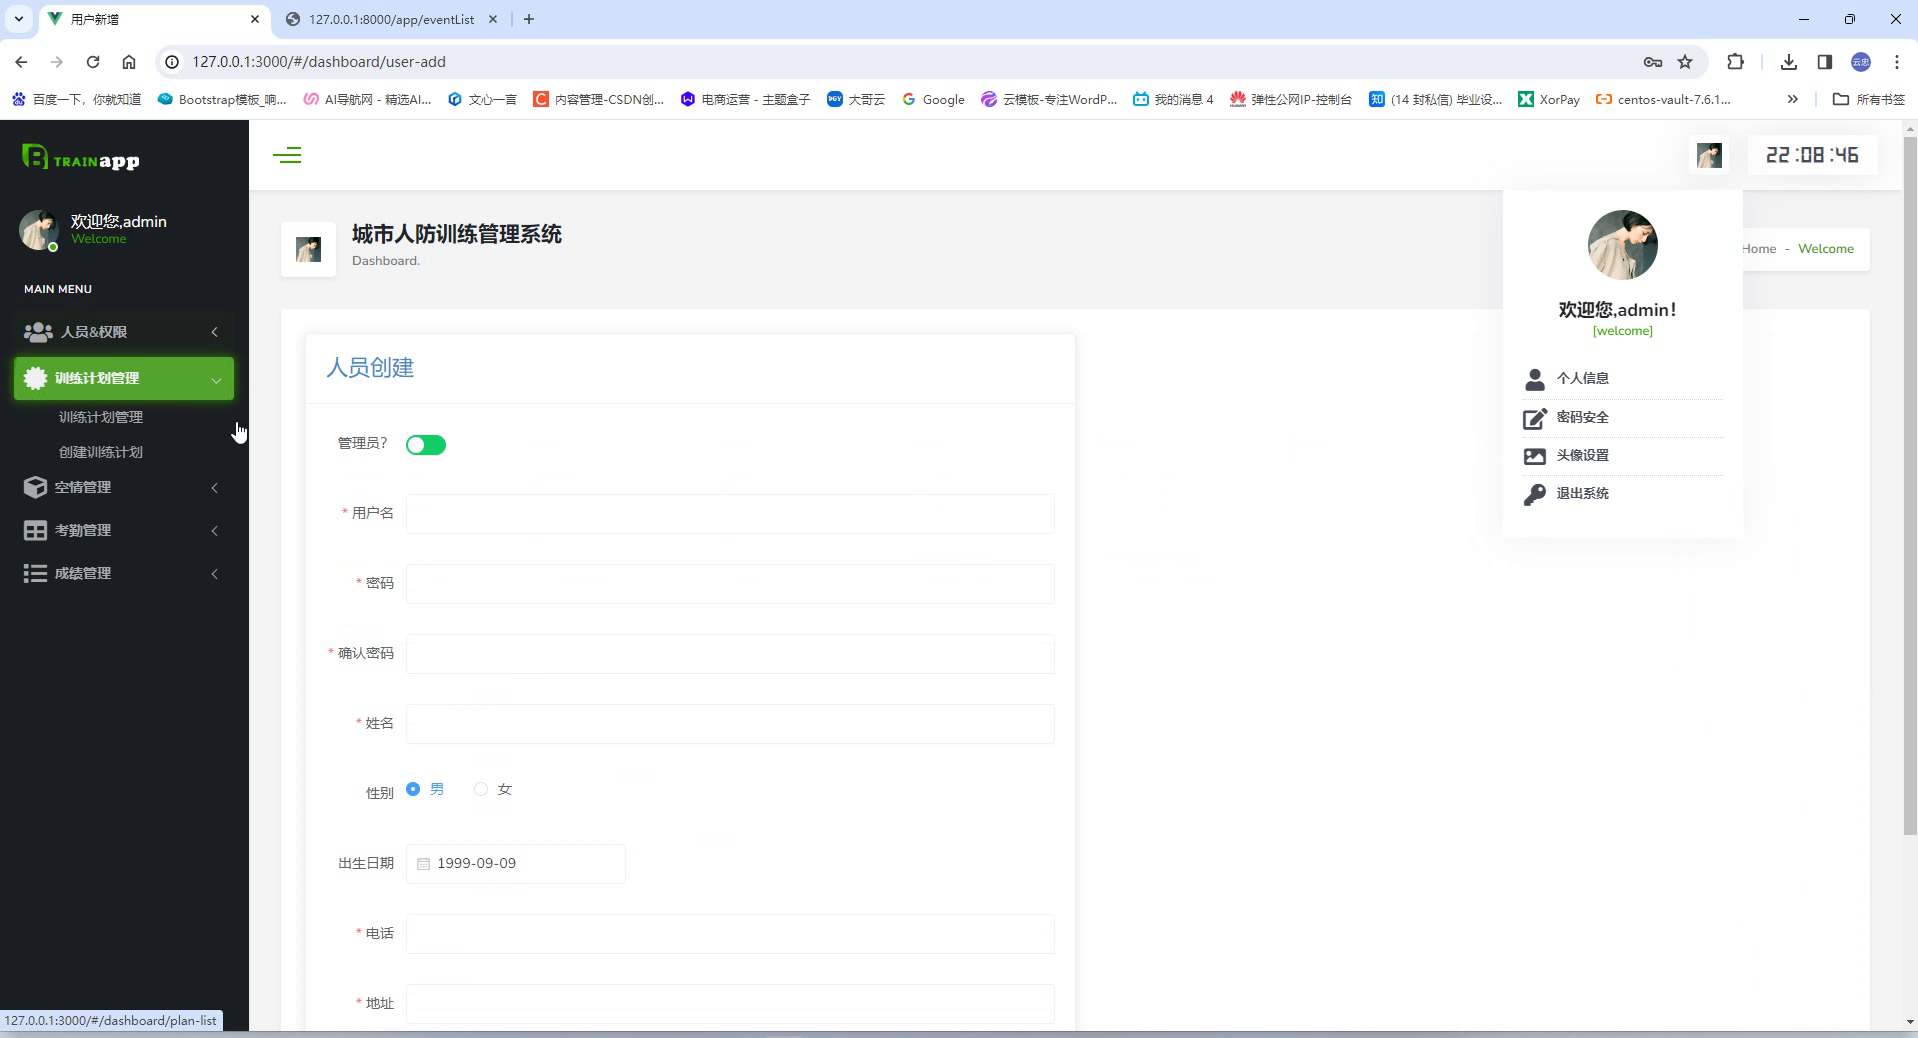 用户新增
127.0.0.1:8000/app/eventList
127.0.0.1:3000/#/dashboard/user-add
云忠
百度一下，你就知道
Bootstrap模板_响...
AI导航网 - 精选AI...
文心一言
内容管理-CSDN创...
电商运营 - 主题盒子
大哥云
Google
云模板-专注WordP...
我的消息 4
弹性公网IP-控制台
(14 封私信) 毕业设...
XorPay
centos-vault-7.6.1...
»
所有书签
TRAINapp
22:08:46
欢迎您,admin
Welcome
城市人防训练管理系统
Dashboard.
Home - Welcome
MAIN MENU
人员&权限
训练计划管理
训练计划管理
创建训练计划
空情管理
考勤管理
成绩管理
欢迎您,admin！
[welcome]
个人信息
密码安全
头像设置
退出系统
人员创建
管理员?
* 用户名
* 密码
* 确认密码
* 姓名
性别 男 女
出生日期 1999-09-09
* 电话
* 地址
127.0.0.1:3000/#/dashboard/plan-list